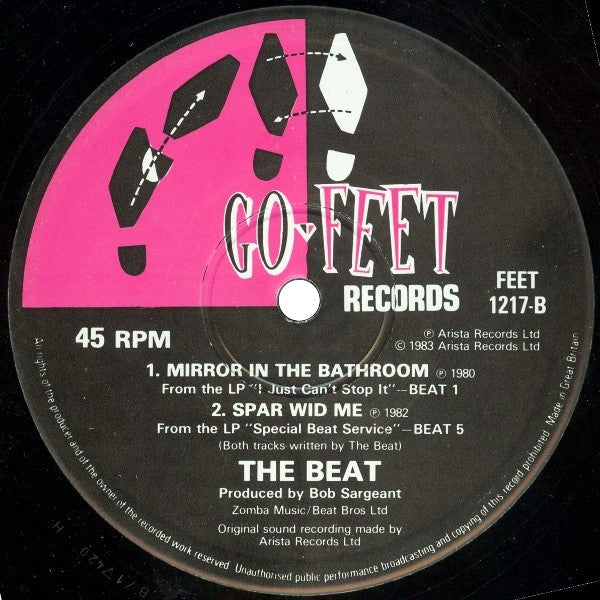 GO FEET
RECORDS
FEET
1217-B
45 RPM
℗ Arista Records Ltd
© 1983 Arista Records Ltd
1. MIRROR IN THE BATHROOM ℗ 1980
From the LP "I Just Can't Stop It"—BEAT 1
2. SPAR WID ME ℗ 1982
From the LP "Special Beat Service"—BEAT 5
(Both tracks written by The Beat)
THE BEAT
Produced by Bob Sargeant
Zomba Music/Beat Bros Ltd
Original sound recording made by
Arista Records Ltd
All rights of the producer and of the owner of the recorded work reserved. Unauthorised public performance broadcasting and copying of this record prohibited. Made in Great Britain